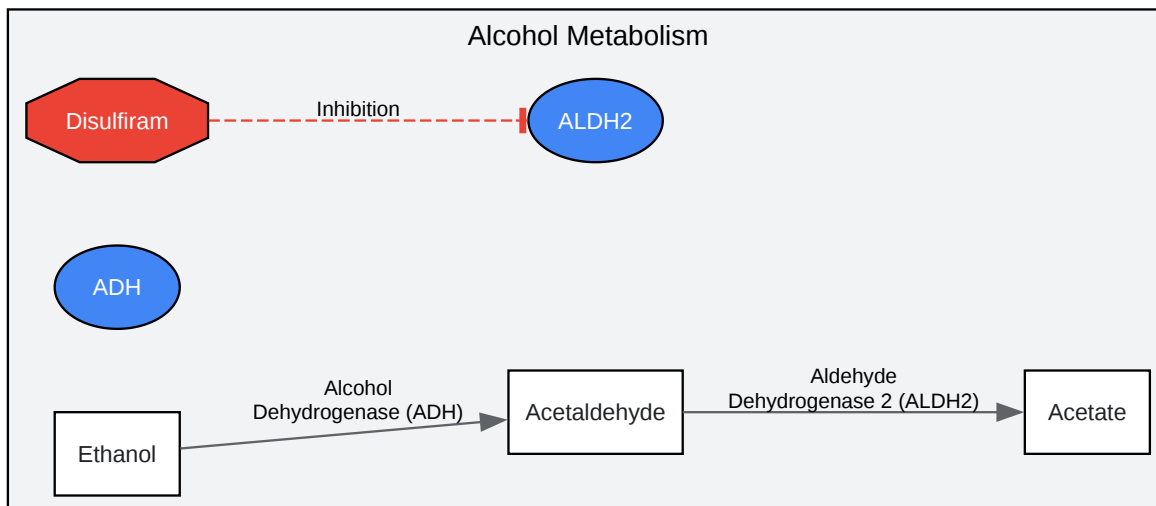 Alcohol Metabolism
Disulfiram
Inhibition
ALDH2
ADH
Alcohol
Dehydrogenase (ADH)
Aldehyde
Dehydrogenase 2 (ALDH2)
Ethanol
Acetaldehyde
Acetate